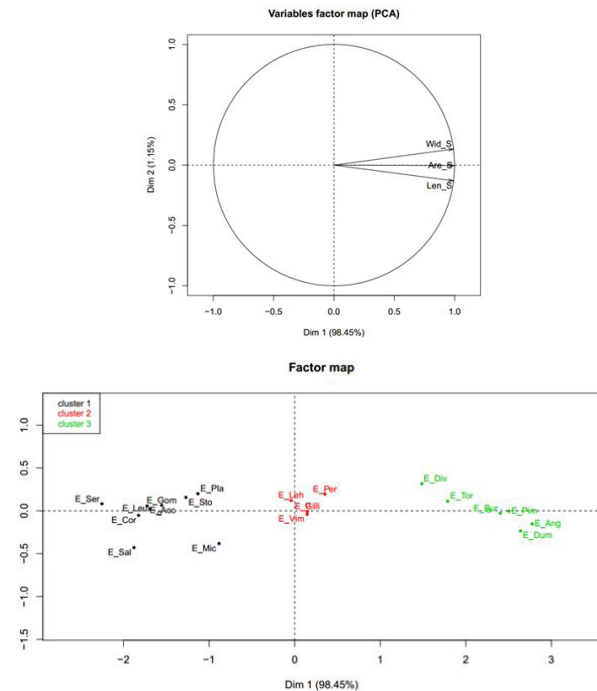 Variables factor map (PCA)
1.0
0.5
0.0
−0.5
−1.0
Dim 2 (1.15%)
Wid_S
Are_S
Len_S
−1.0 −0.5 0.0 0.5 1.0
Dim 1 (98.45%)
Factor map
cluster 1
cluster 2
cluster 3
1.0
0.5
0.0
−0.5
−1.0
−1.5
E_Ser
E_Gom
E_Pla
E_Sto
E_Cor
E_Sal
E_Mic
E_Leh
E_Per
E_Gilli
E_Vim
E_Div
E_Tor
E_Pim
E_Ang
E_Dum
−2 −1 0 1 2 3
Dim 1 (98.45%)